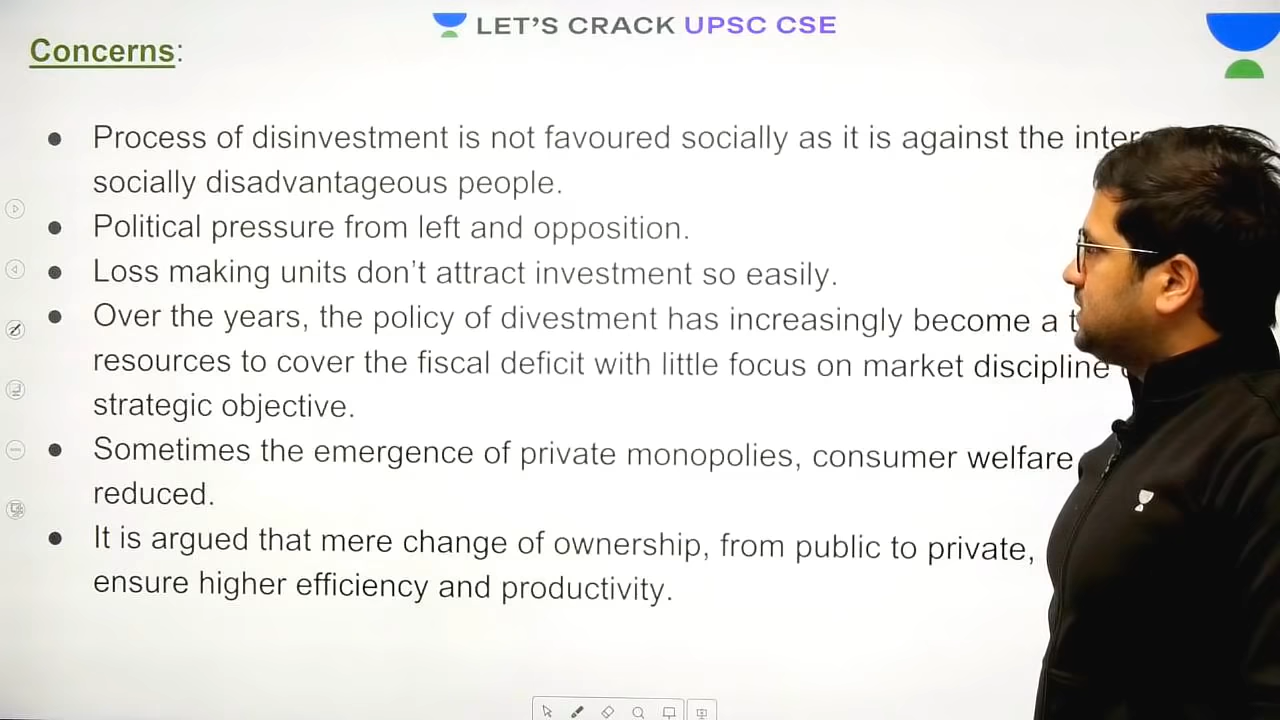 LET'S CRACK UPSC CSE
Concerns:
● Process of disinvestment is not favoured socially as it is against the
socially disadvantageous people.
● Political pressure from left and opposition.
● Loss making units don't attract investment so easily.
● Over the years, the policy of divestment has increasingly become a
resources to cover the fiscal deficit with little focus on market discipline
strategic objective.
● Sometimes the emergence of private monopolies, consumer welfare
reduced.
● It is argued that mere change of ownership, from public to private,
ensure higher efficiency and productivity.